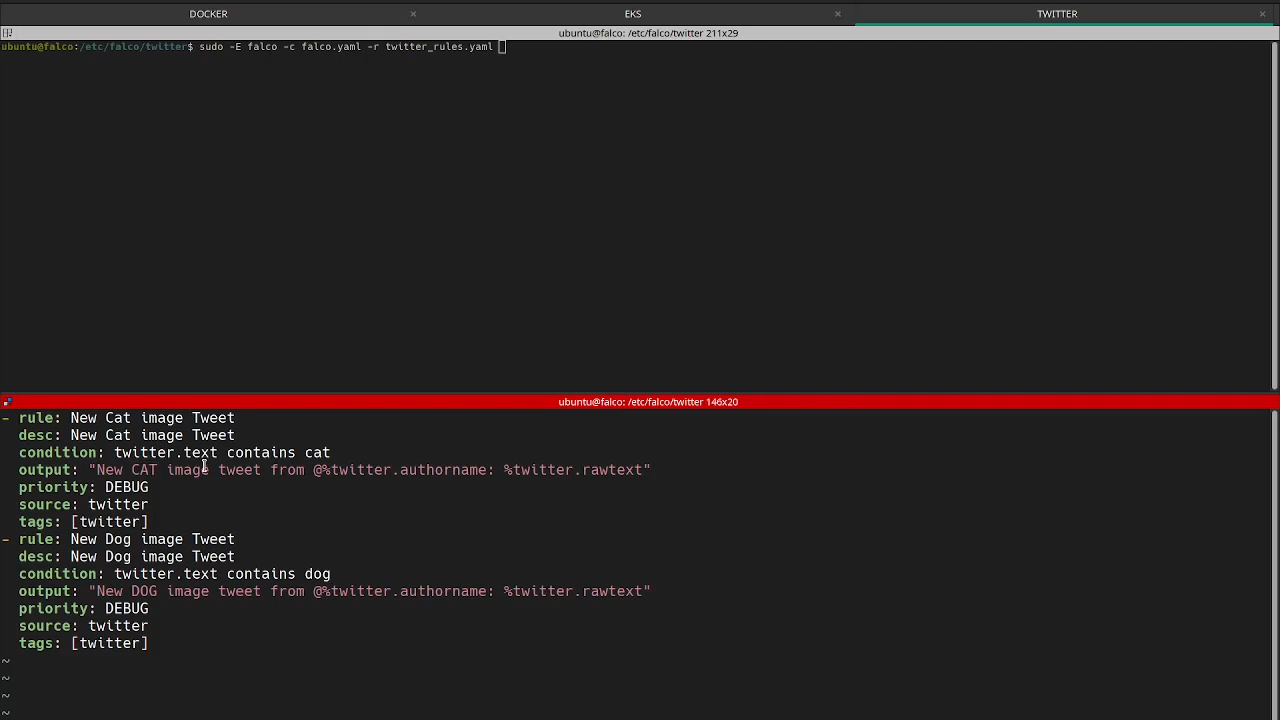 DOCKER × EKS × TWITTER ×
ubuntu@falco: /etc/falco/twitter 211x29
ubuntu@falco:/etc/falco/twitter$ sudo -E falco -c falco.yaml -r twitter_rules.yaml
ubuntu@falco: /etc/falco/twitter 146x20
- rule: New Cat image Tweet
desc: New Cat image Tweet
condition: twitter.text contains cat
output: "New CAT image tweet from @%twitter.authorname: %twitter.rawtext"
priority: DEBUG
source: twitter
tags: [twitter]
- rule: New Dog image Tweet
desc: New Dog image Tweet
condition: twitter.text contains dog
output: "New DOG image tweet from @%twitter.authorname: %twitter.rawtext"
priority: DEBUG
source: twitter
tags: [twitter]
~
~
~
~